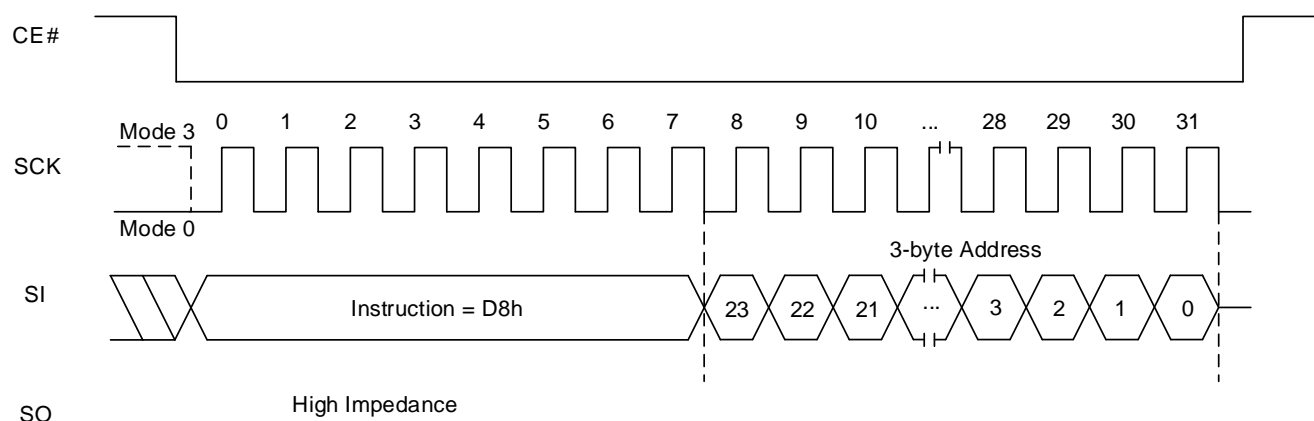 CE#
Mode 3
0 1 2 3 4 5 6 7 8 9 10 ... 28 29 30 31
SCK
Mode 0
3-byte Address
SI
Instruction = D8h
23 22 21 ... 3 2 1 0
High Impedance
SO